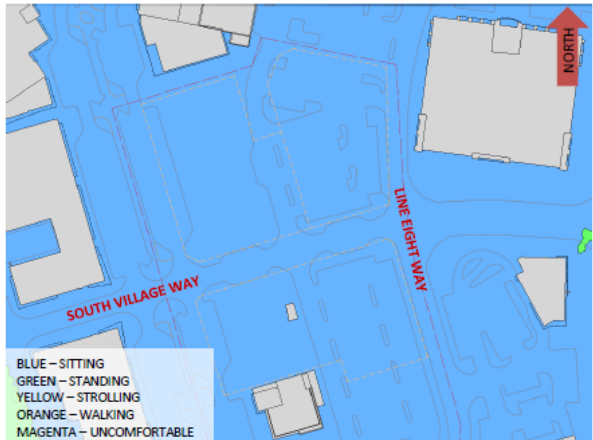 NORTH
LINE EIGHT WAY
SOUTH VILLAGE WAY
BLUE – SITTING
GREEN – STANDING
YELLOW – STROLLING
ORANGE – WALKING
MAGENTA – UNCOMFORTABLE